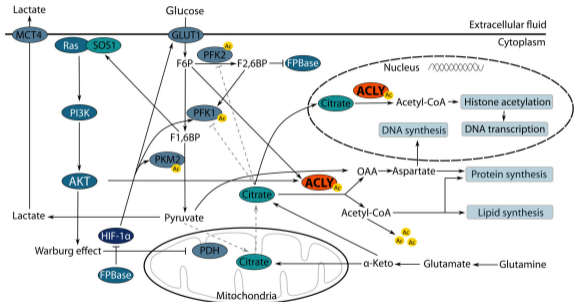 Lactate
Glucose
Extracellular fluid
MCT4
GLUT1
Cytoplasm
Ras
SOS1
PFK2
Ac
F6P
F2,6BP
FPBase
Nucleus
ACLY
Ac
Citrate
Acetyl-CoA
Histone acetylation
PI3K
PFK1
Ac
DNA synthesis
DNA transcription
F1,6BP
PKM2
Ac
AKT
ACLY
Ac
OAA
Aspartate
Protein synthesis
Citrate
Lactate
Pyruvate
Acetyl-CoA
Lipid synthesis
HIF-1α
Ac
Ac
Ac
Warburg effect
PDH
Citrate
α-Keto
Glutamate
Glutamine
FPBase
Mitochondria